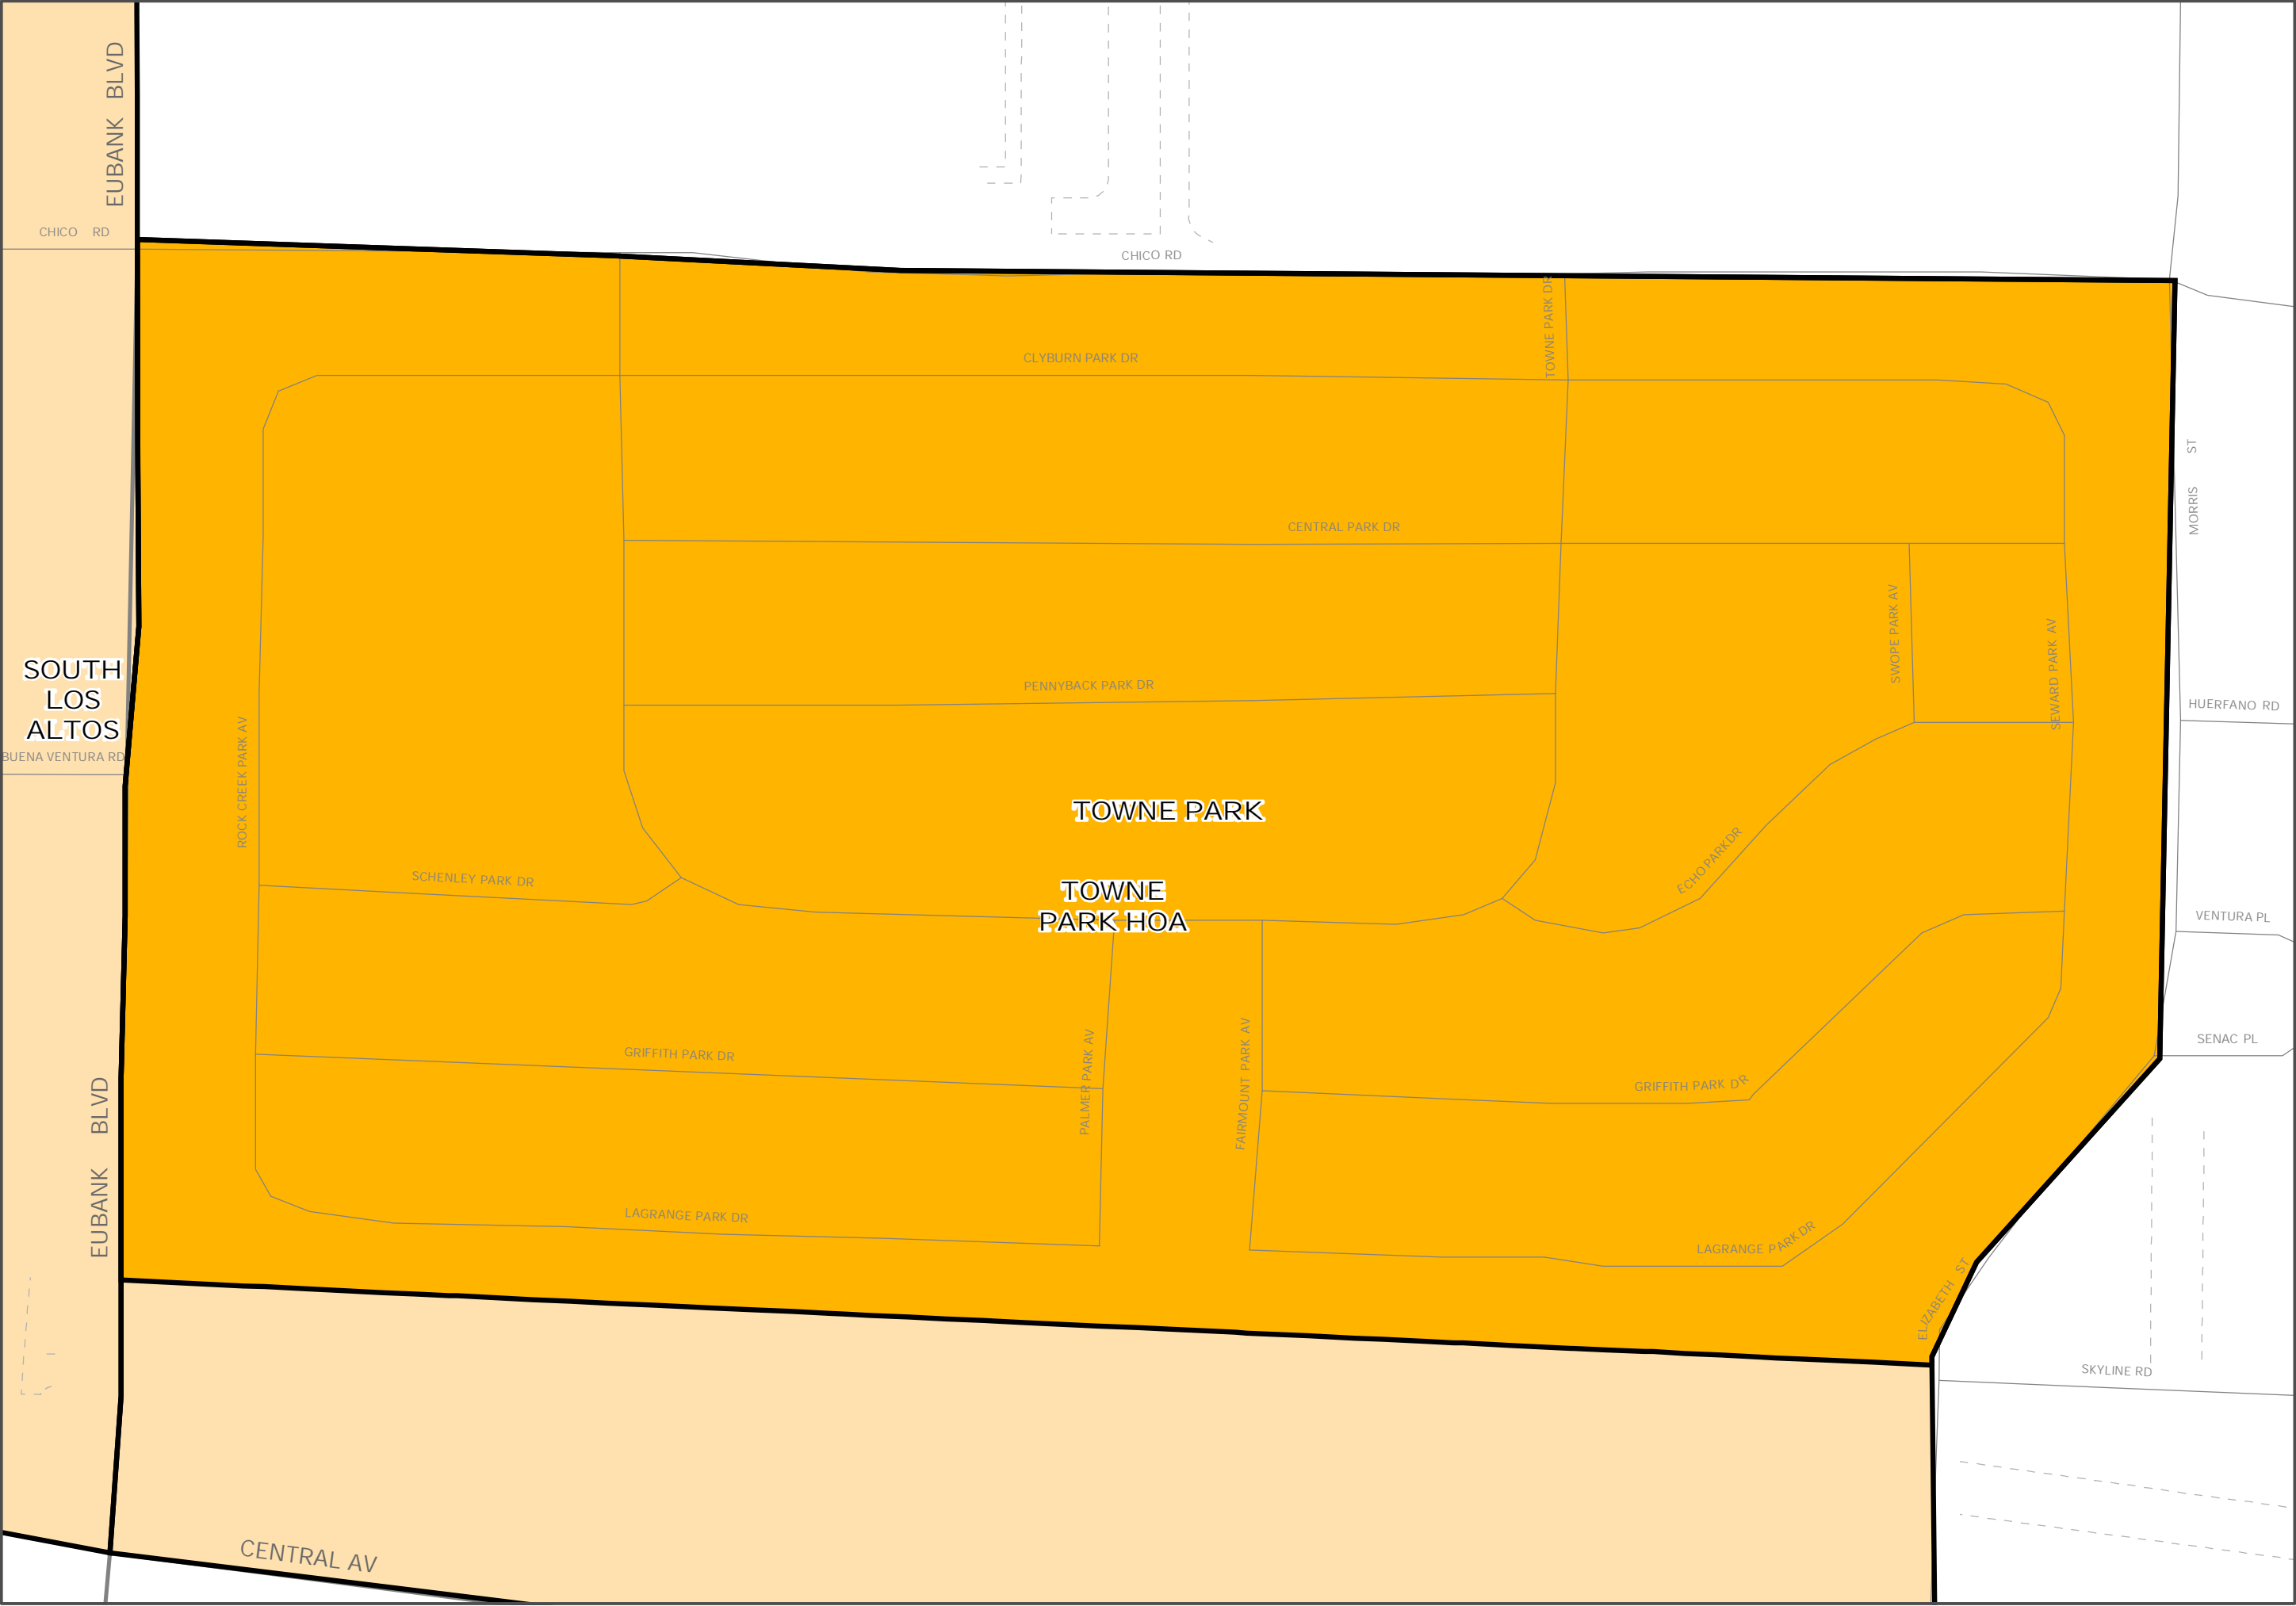 EUBANK BLVD
CHICO RD
CHICO RD
TOWNE PARK DR
CLYBURN PARK DR
MORRIS ST
CENTRAL PARK DR
SWOPE PARK AV
SEWARD PARK AV
SOUTH
LOS
ALTOS
BUENA VENTURA RD
ROCK CREEK PARK AV
PENNYBACK PARK DR
HUERFANO RD
TOWNE PARK
ECHO PARK DR
SCHENLEY PARK DR
TOWNE
PARK HOA
VENTURA PL
SENAC PL
EUBANK BLVD
GRIFFITH PARK DR
PALMER PARK AV
FAIRMOUNT PARK AV
GRIFFITH PARK DR
LAGRANGE PARK DR
LAGRANGE PARK DR
ELIZABETH ST
SKYLINE RD
CENTRAL AV